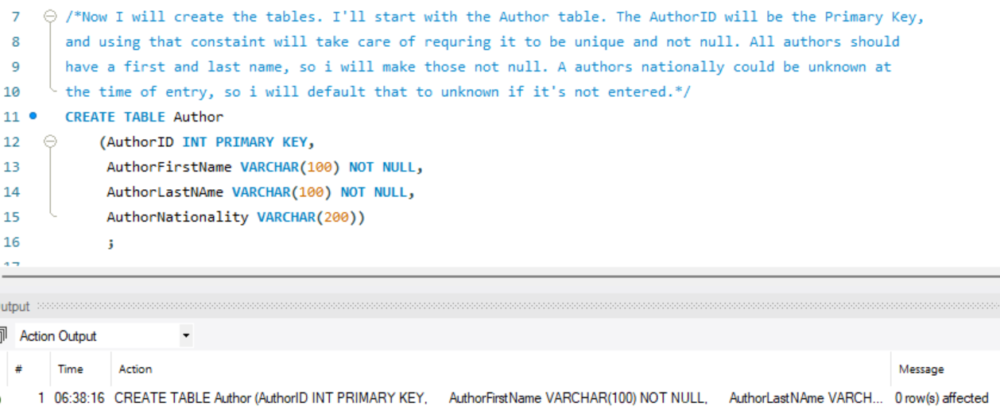 7 /*Now I will create the tables. I'll start with the Author table. The AuthorID will be the Primary Key,
8 and using that constaint will take care of requring it to be unique and not null. All authors should
9 have a first and last name, so i will make those not null. A authors nationally could be unknown at
10 the time of entry, so i will default that to unknown if it's not entered.*/
11 CREATE TABLE Author
12 (AuthorID INT PRIMARY KEY,
13 AuthorFirstName VARCHAR(100) NOT NULL,
14 AuthorLastNAme VARCHAR(100) NOT NULL,
15 AuthorNationality VARCHAR(200))
16 ;
utput
Action Output
# Time Action Message
1 06:38:16 CREATE TABLE Author (AuthorID INT PRIMARY KEY, AuthorFirstName VARCHAR(100) NOT NULL, AuthorLastNAme VARCH... 0 row(s) affected